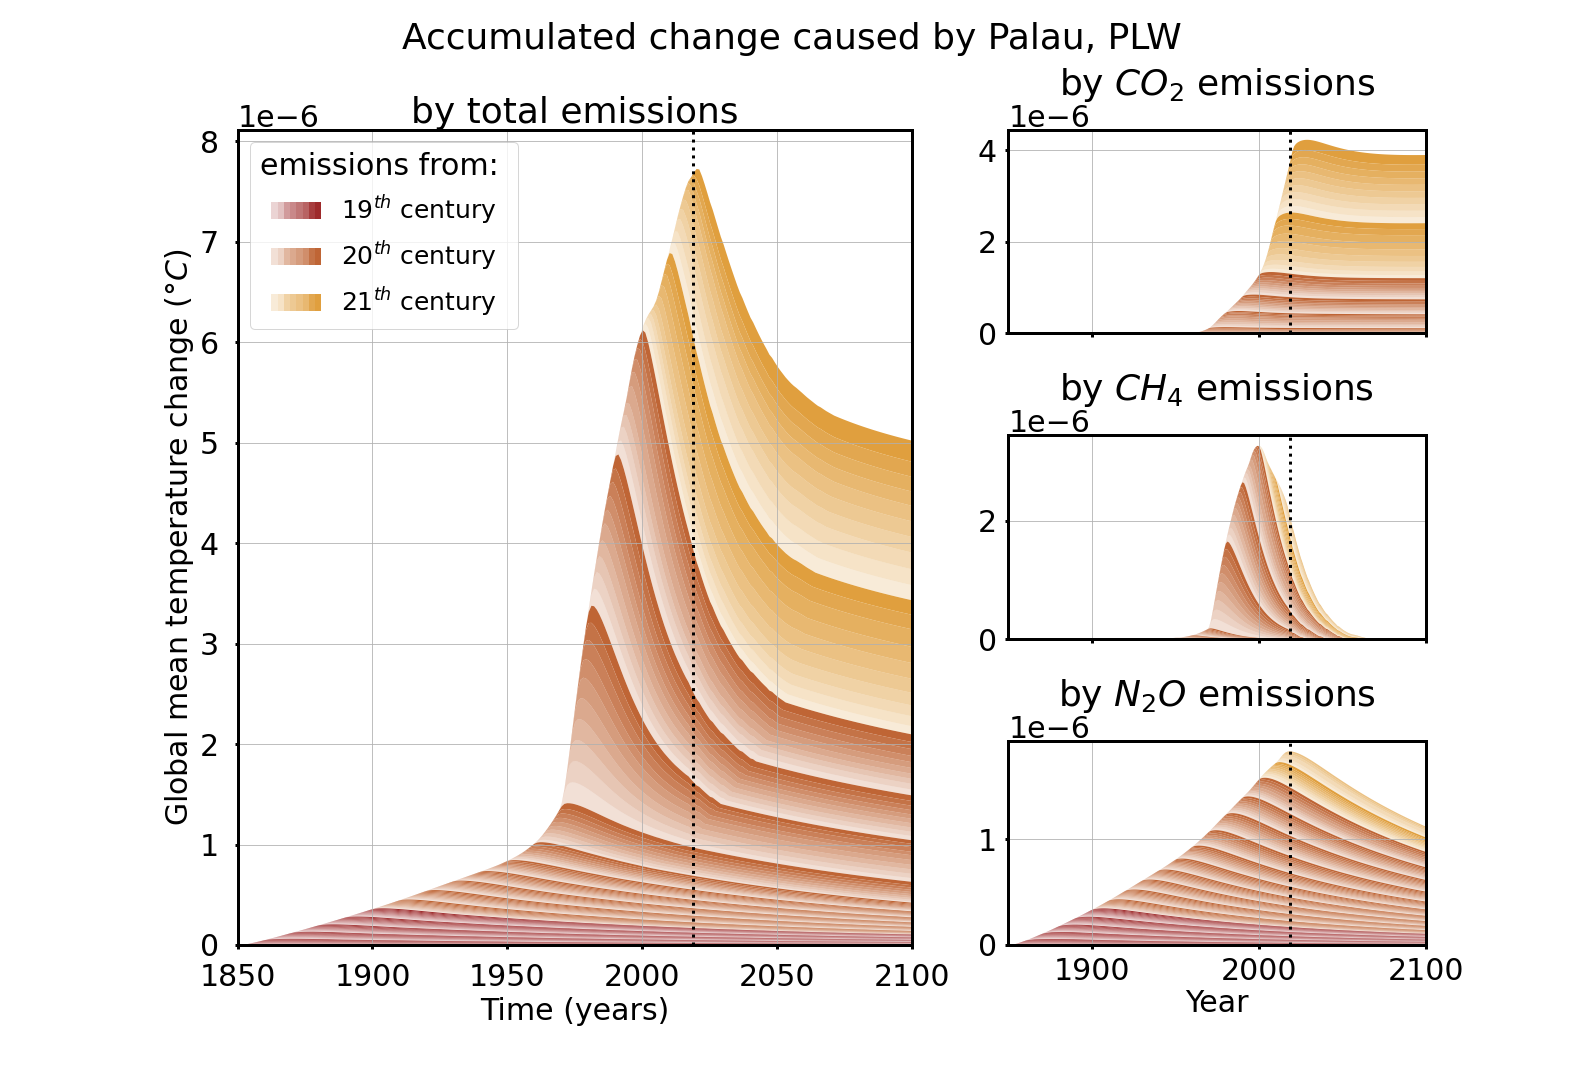 Accumulated change caused by Palau, PLW
by total emissions
1e−6
8
7
6
5
4
3
2
1
0
Global mean temperature change (°C)
emissions from:
19th century
20th century
21th century
1850 1900 1950 2000 2050 2100
Time (years)
by CO2 emissions
1e−6
4
2
0
by CH4 emissions
1e−6
2
0
by N2O emissions
1e−6
1
0
1900 2000 2100
Year